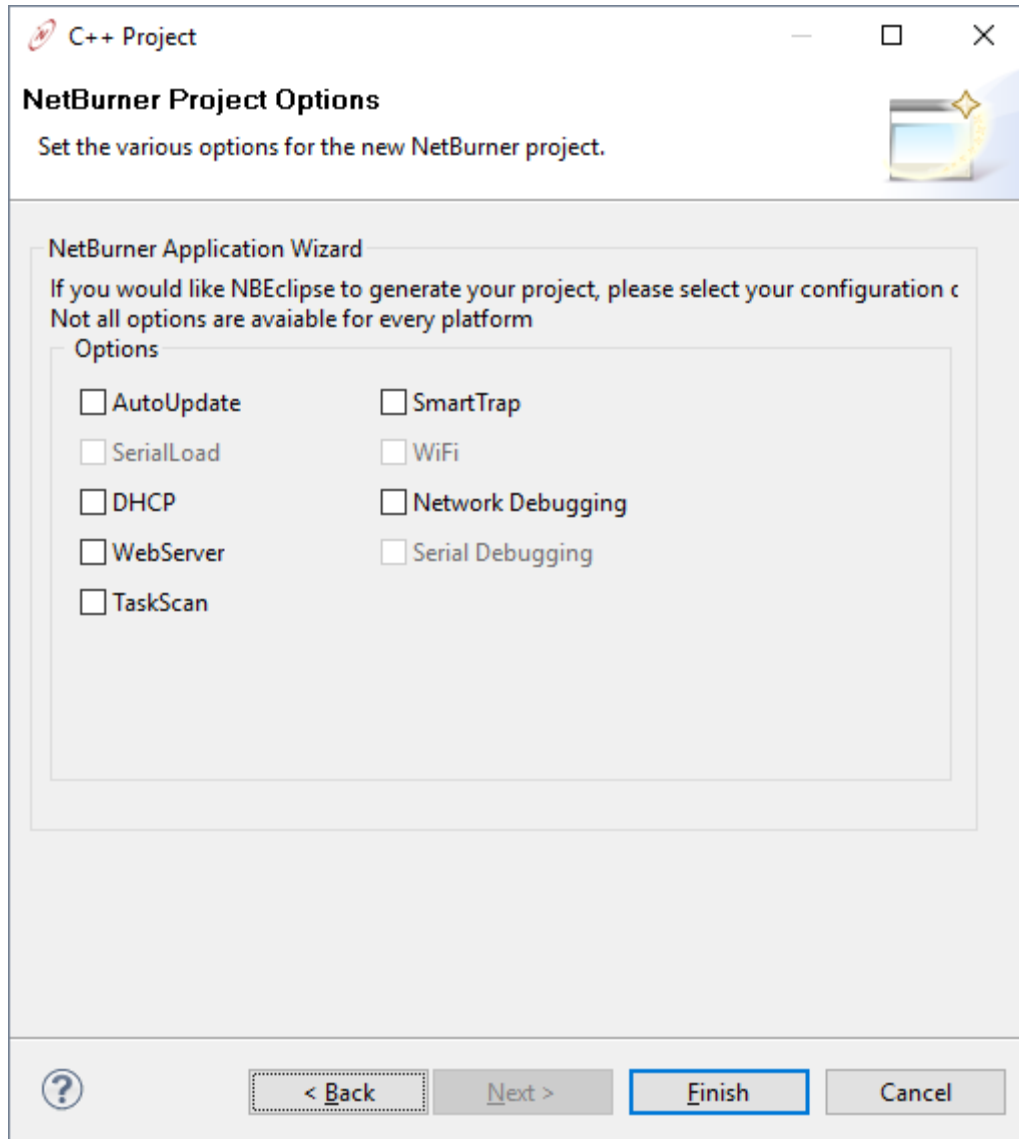 C++ Project
NetBurner Project Options
Set the various options for the new NetBurner project.
NetBurner Application Wizard
If you would like NBEclipse to generate your project, please select your configuration c
Not all options are avaiable for every platform
Options
AutoUpdate
SmartTrap
SerialLoad
WiFi
DHCP
Network Debugging
WebServer
Serial Debugging
TaskScan
?
< Back
Next >
Finish
Cancel